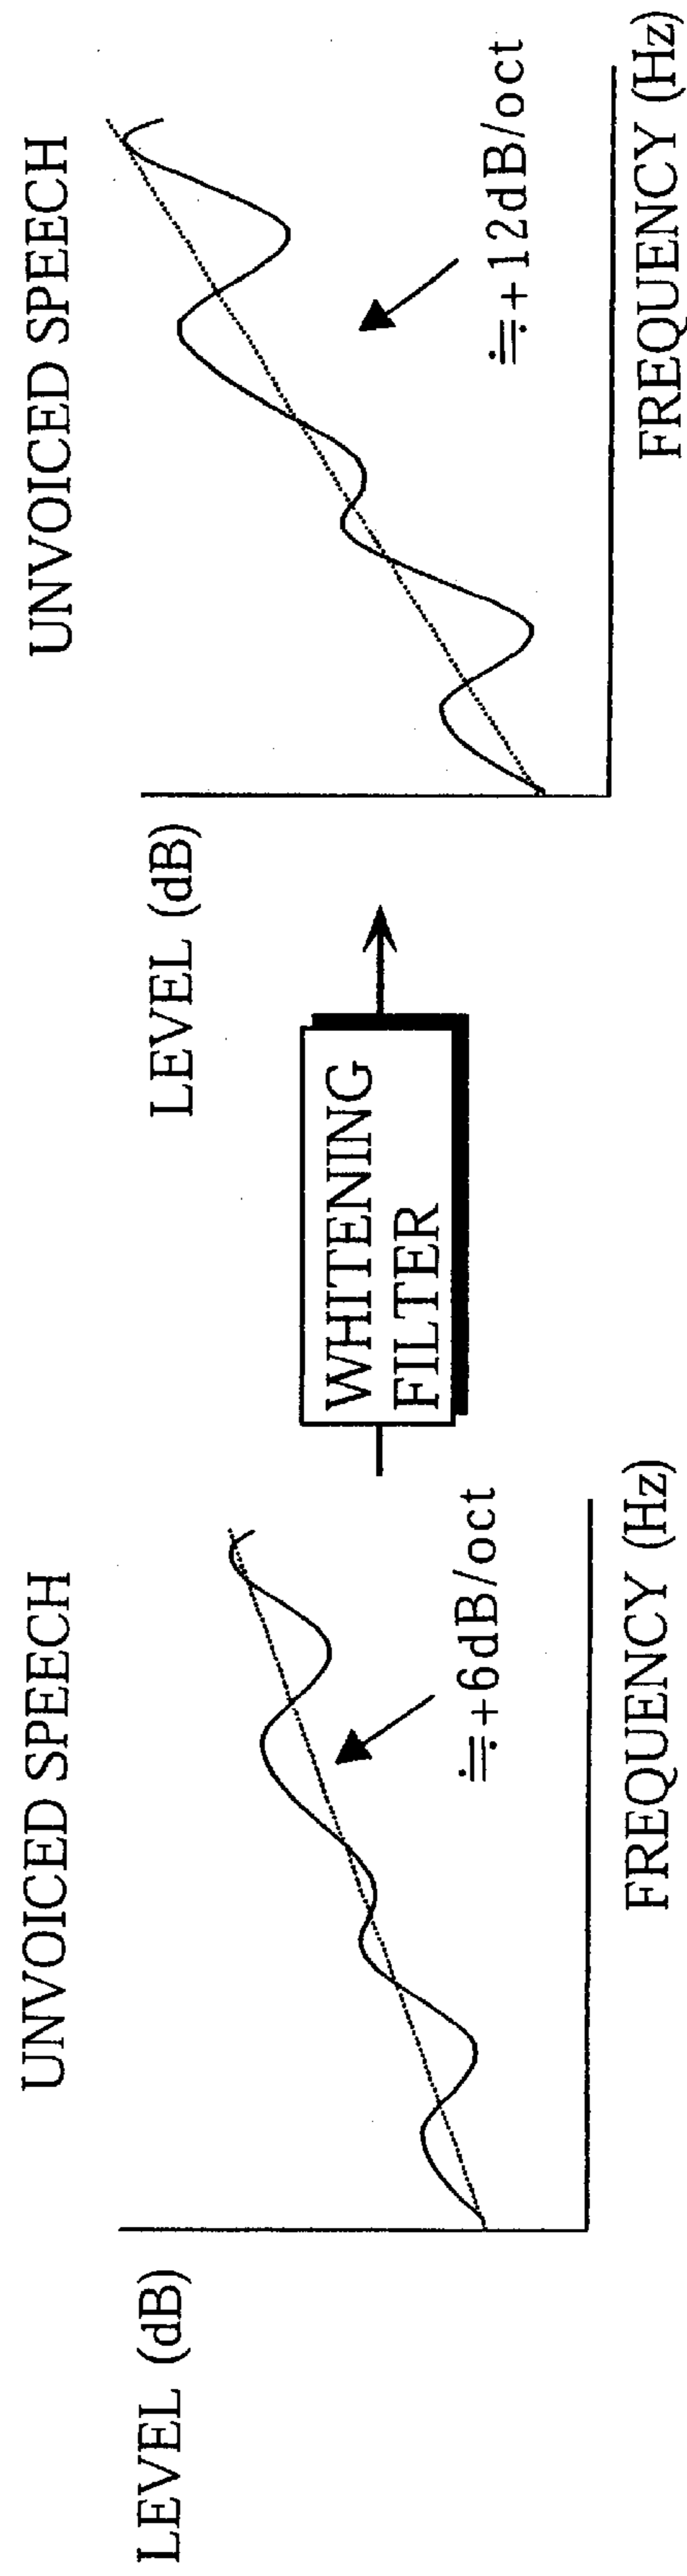 UNVOICED SPEECH
LEVEL (dB)
≒+6dB/oct
FREQUENCY (Hz)
WHITENING
FILTER
UNVOICED SPEECH
LEVEL (dB)
≒+12dB/oct
FREQUENCY (Hz)